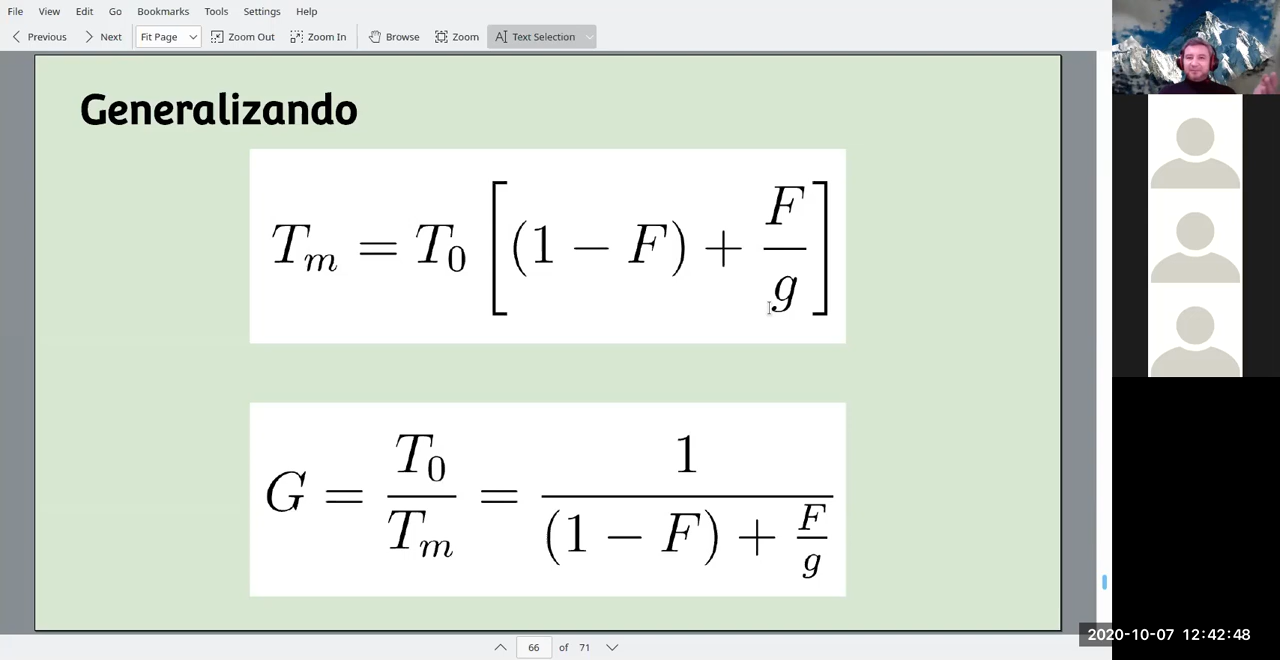 File View Edit Go Bookmarks Tools Settings Help
Previous Next Fit Page Zoom Out Zoom In Browse Zoom Text Selection
Generalizando
T_m = T_0 [(1 − F) + F/g]
G = T_0/T_m = 1/((1 − F) + F/g)
66 of 71
2020-10-07 12:42:48